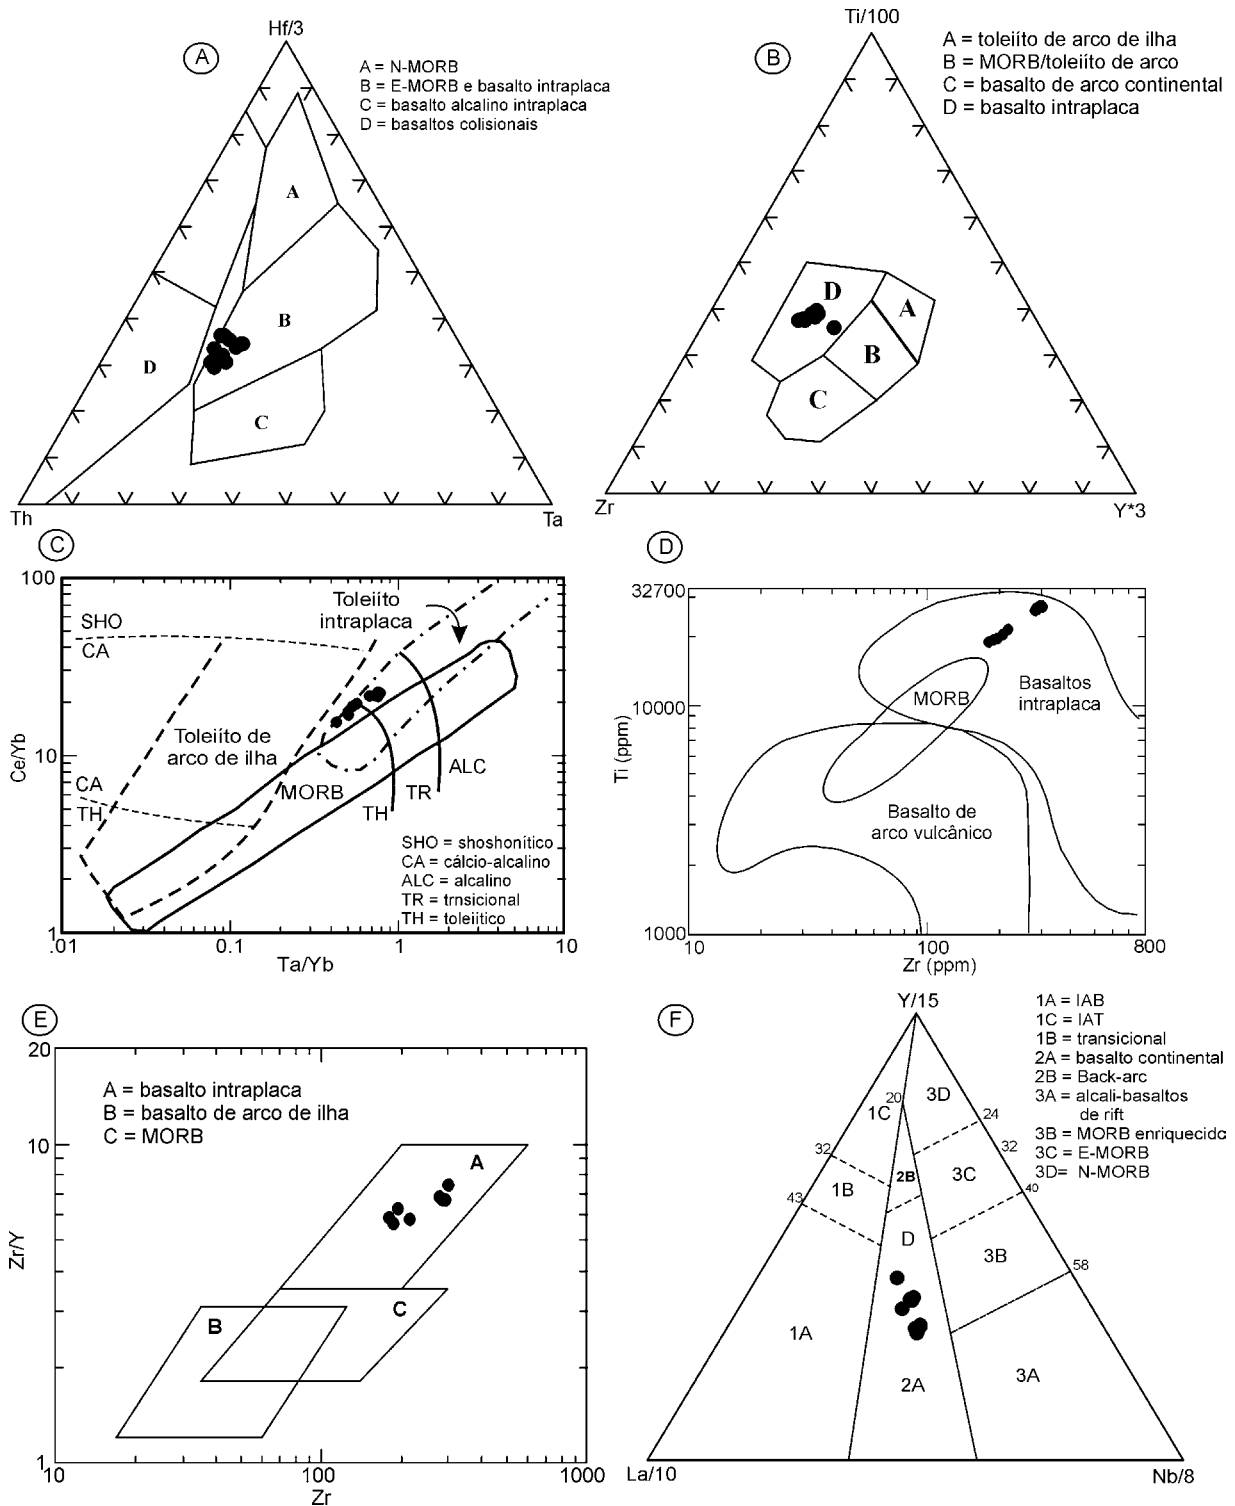 A
Hf/3
A = N-MORB
B = E-MORB e basalto intraplaca
C = basalto alcalino intraplaca
D = basaltos colisionais
A
B
C
D
Th
Ta
B
Ti/100
A = toleiíto de arco de ilha
B = MORB/toleiíto de arco
C = basalto de arco continental
D = basalto intraplaca
D
A
B
C
Zr
Y*3
C
100
10
1
Ce/Yb
SHO
CA
Toleiíto
intraplaca
Toleiíto de
arco de ilha
CA
TH
MORB
TH
TR
ALC
SHO = shoshonítico
CA = cálcio-alcalino
ALC = alcalino
TR = trnsicional
TH = toleiítico
.01
0.1
1
10
Ta/Yb
D
32700
10000
1000
Ti (ppm)
MORB
Basaltos
intraplaca
Basalto de
arco vulcânico
10
100
800
Zr (ppm)
E
20
10
1
Zr/Y
A = basalto intraplaca
B = basalto de arco de ilha
C = MORB
A
B
C
10
100
1000
Zr
F
Y/15
1A = IAB
1C = IAT
1B = transicional
2A = basalto continental
2B = Back-arc
3A = alcali-basaltos
de rift
3B = MORB enriquecido
3C = E-MORB
3D= N-MORB
20
1C
3D
24
32
32
1B
2B
3C
43
40
D
3B
58
1A
2A
3A
La/10
Nb/8